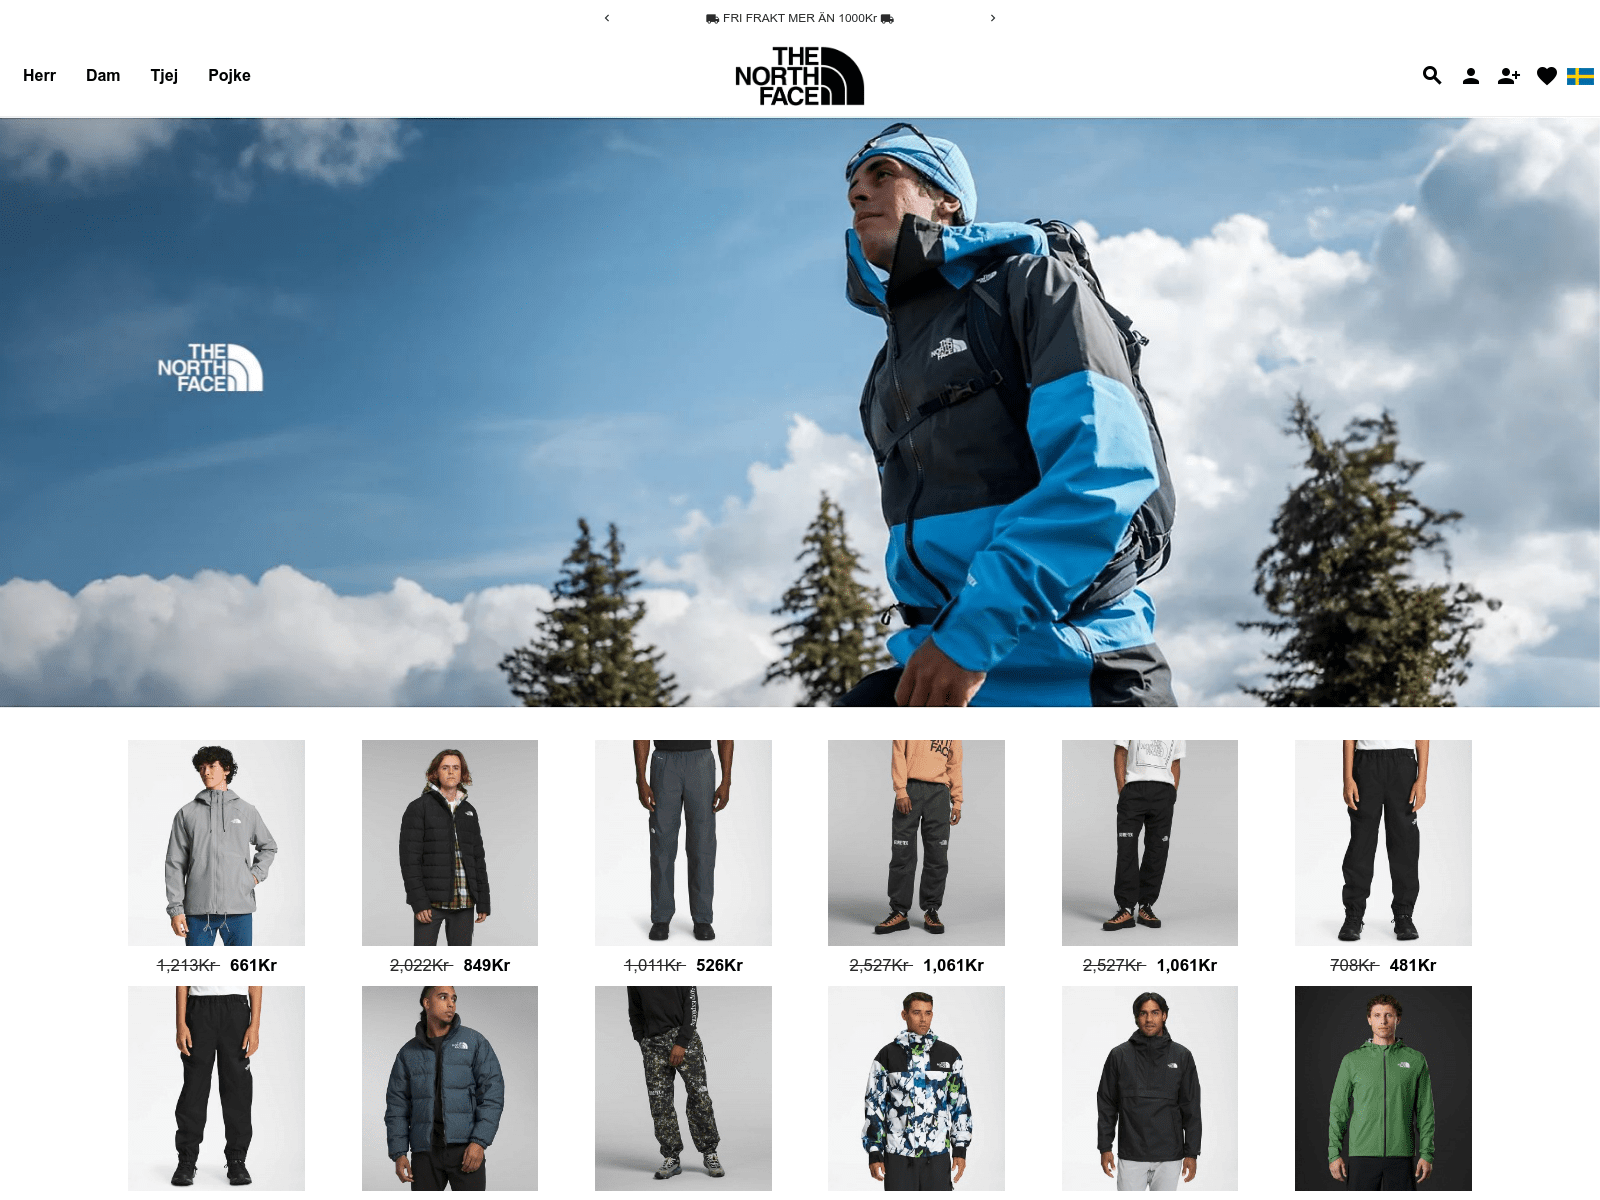 FRI FRAKT MER ÄN 1000Kr
Herr Dam Tjej Pojke
THE
NORTH
FACE
THE
NORTH
FACE
1,213Kr 661Kr
2,022Kr 849Kr
1,011Kr 526Kr
2,527Kr 1,061Kr
2,527Kr 1,061Kr
708Kr 481Kr